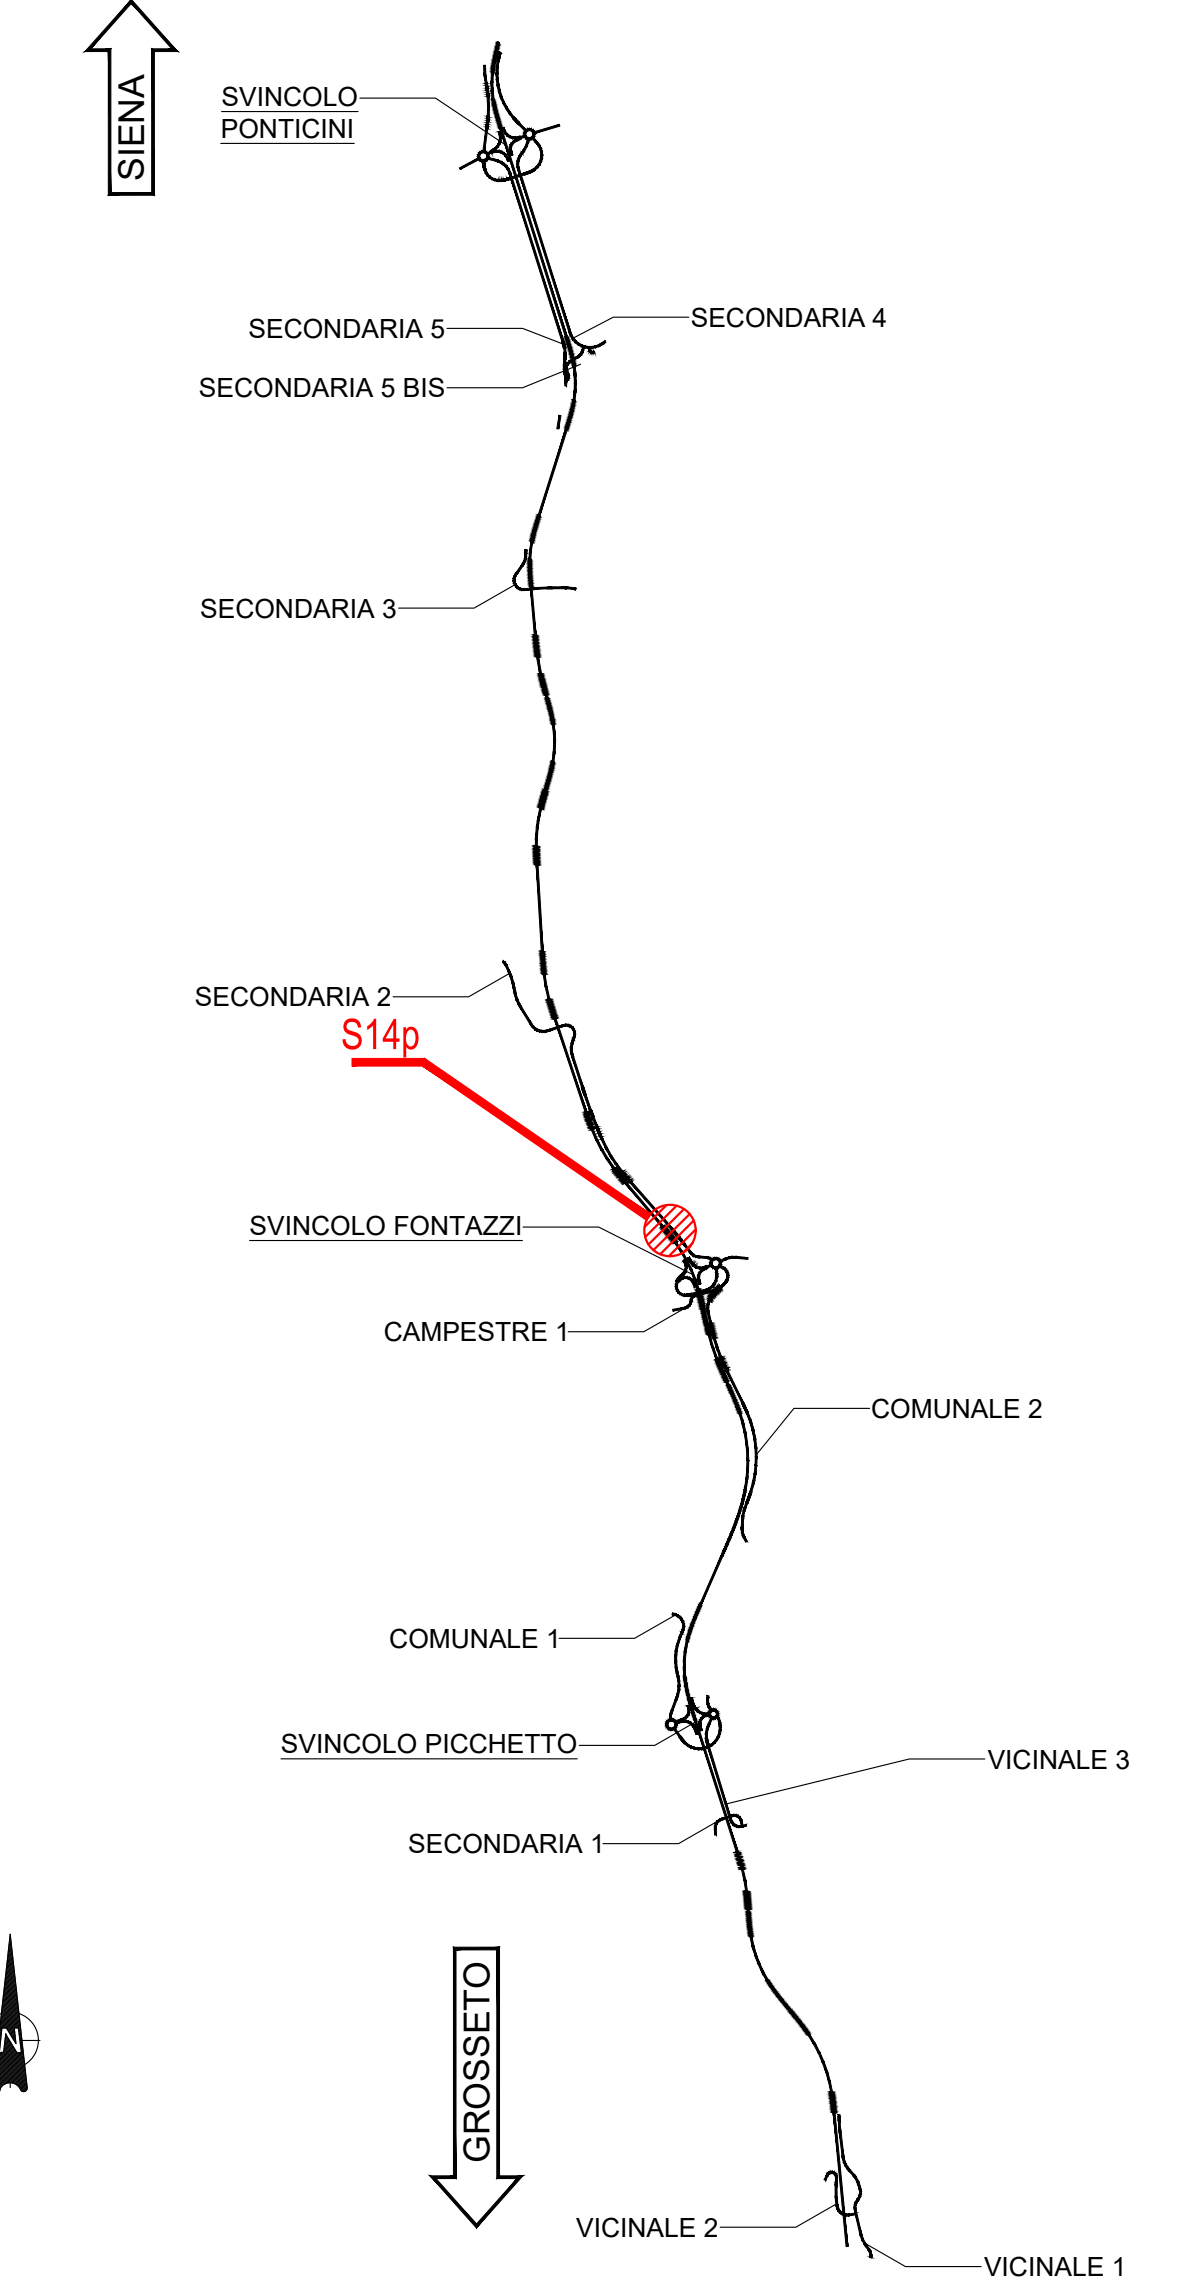 SIENA
SVINCOLO
PONTICINI
SECONDARIA 4
SECONDARIA 5
SECONDARIA 5 BIS
SECONDARIA 3
SECONDARIA 2
S14p
SVINCOLO FONTAZZI
CAMPESTRE 1
COMUNALE 2
COMUNALE 1
SVINCOLO PICCHETTO
VICINALE 3
SECONDARIA 1
GROSSETO
N
VICINALE 2
VICINALE 1